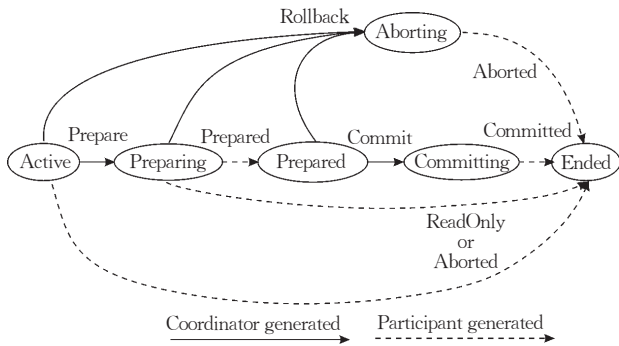 Rollback
Aborting
Aborted
Prepare
Prepared
Commit
Committed
Active
Preparing
Prepared
Committing
Ended
ReadOnly
or
Aborted
Coordinator generated
Participant generated